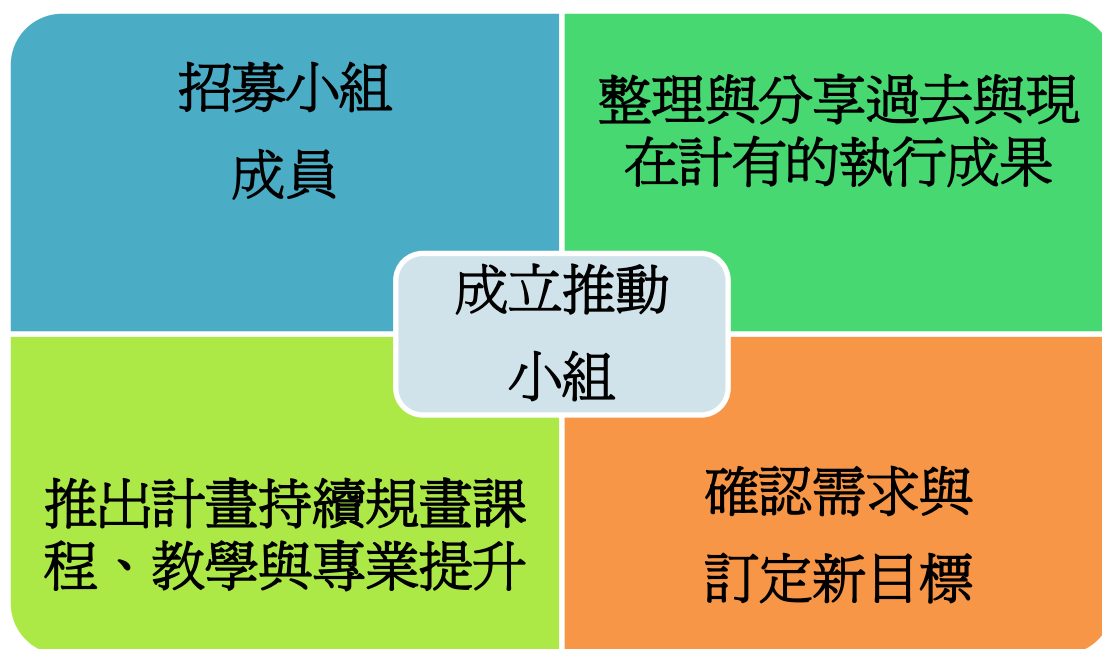 招募小組
成員
整理與分享過去與現
在計有的執行成果
成立推動
小組
推出計畫持續規畫課
程、教學與專業提升
確認需求與
訂定新目標